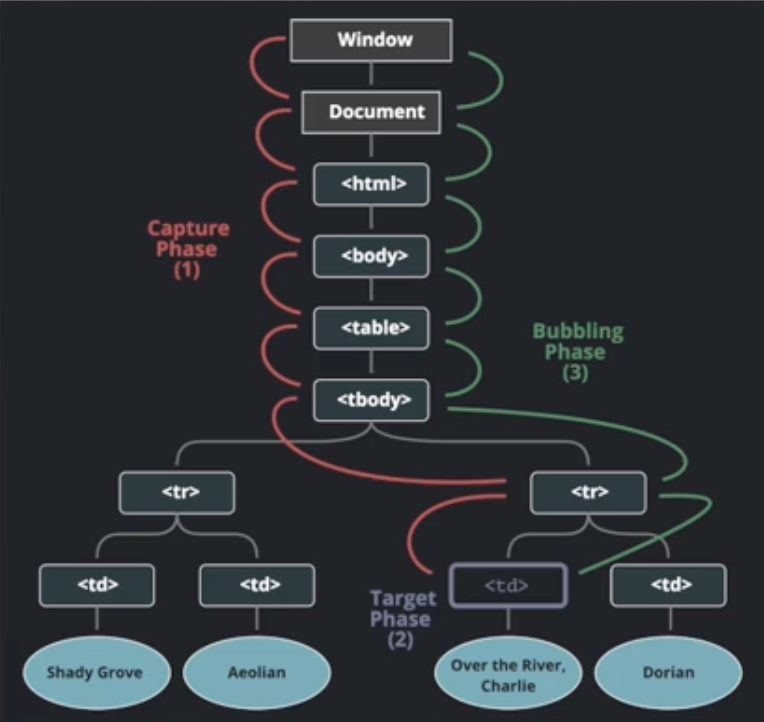 Window
Document
<html>
Capture
Phase
(1)
<body>
<table>
Bubbling
Phase
(3)
<tbody>
<tr>
<tr>
<td>
<td>
<td>
<td>
Target
Phase
(2)
Shady Grove
Aeolian
Over the River,
Charlie
Dorian